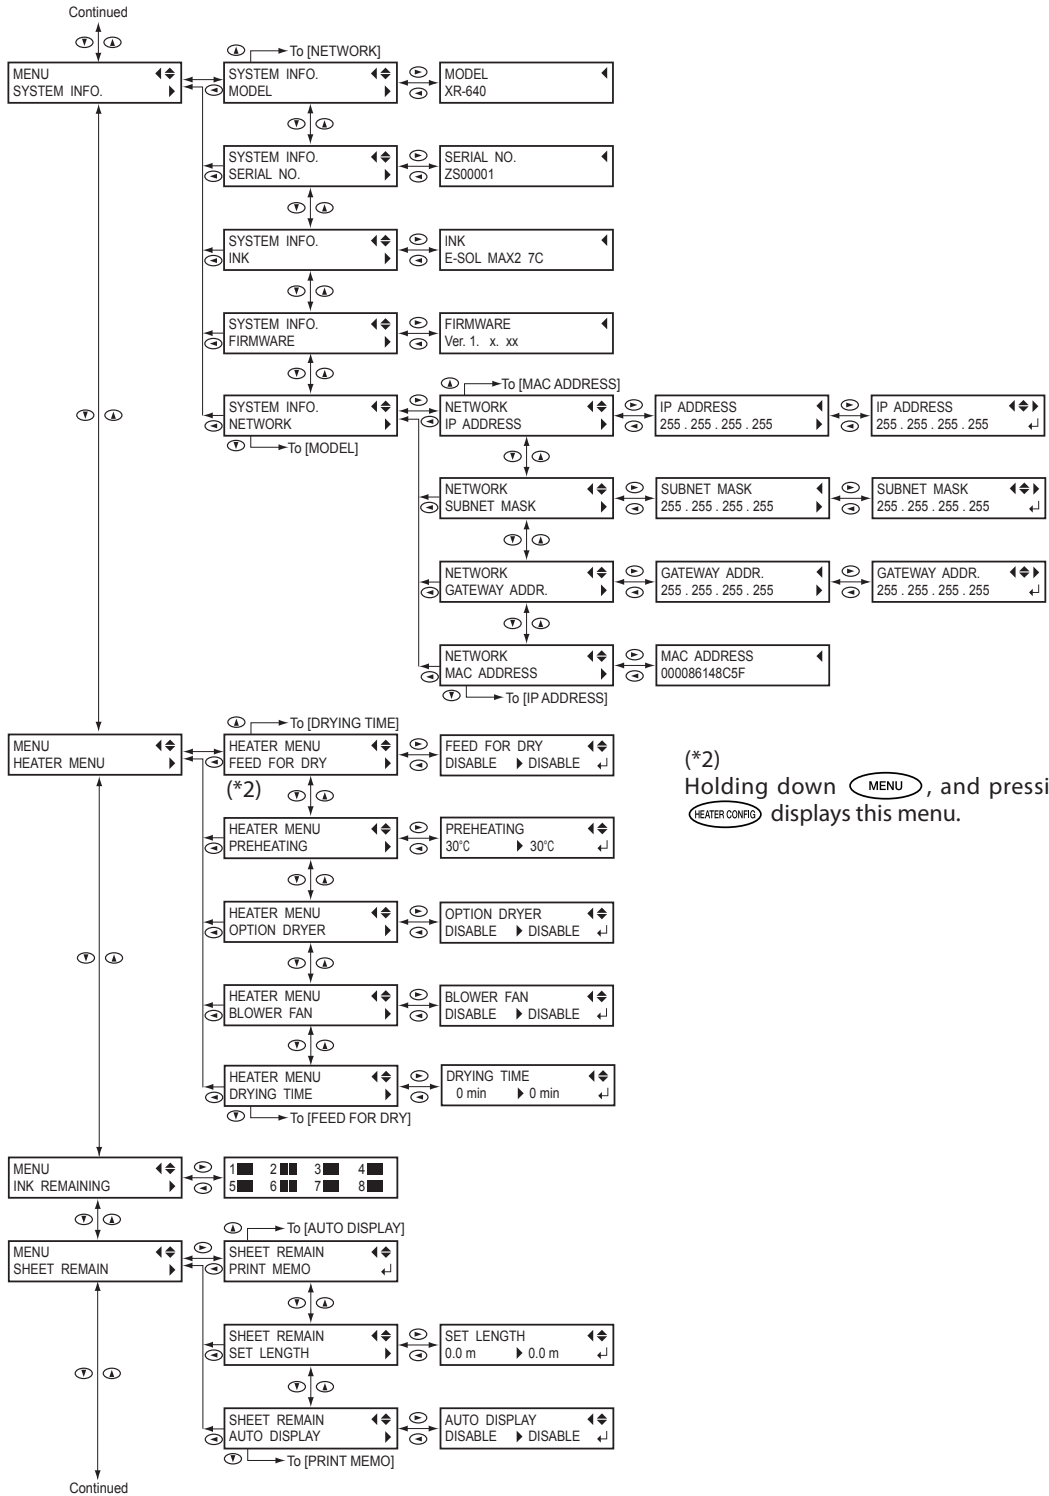 Continued
To [NETWORK]
MENU
SYSTEM INFO.
SYSTEM INFO.
MODEL
MODEL
XR-640
SYSTEM INFO.
SERIAL NO.
SERIAL NO.
ZS00001
SYSTEM INFO.
INK
INK
E-SOL MAX2 7C
SYSTEM INFO.
FIRMWARE
FIRMWARE
Ver. 1. x. xx
To [MAC ADDRESS]
SYSTEM INFO.
NETWORK
To [MODEL]
NETWORK
IP ADDRESS
IP ADDRESS
255 . 255 . 255 . 255
IP ADDRESS
255 . 255 . 255 . 255
NETWORK
SUBNET MASK
SUBNET MASK
255 . 255 . 255 . 255
SUBNET MASK
255 . 255 . 255 . 255
NETWORK
GATEWAY ADDR.
GATEWAY ADDR.
255 . 255 . 255 . 255
GATEWAY ADDR.
255 . 255 . 255 . 255
NETWORK
MAC ADDRESS
MAC ADDRESS
000086148C5F
To [IP ADDRESS]
To [DRYING TIME]
MENU
HEATER MENU
HEATER MENU
FEED FOR DRY
FEED FOR DRY
DISABLE DISABLE
(*2)
(*2)
Holding down MENU , and pressi
HEATER CONFIG displays this menu.
HEATER MENU
PREHEATING
PREHEATING
30°C 30°C
HEATER MENU
OPTION DRYER
OPTION DRYER
DISABLE DISABLE
HEATER MENU
BLOWER FAN
BLOWER FAN
DISABLE DISABLE
HEATER MENU
DRYING TIME
DRYING TIME
0 min 0 min
To [FEED FOR DRY]
MENU
INK REMAINING
1 2 3 4
5 6 7 8
To [AUTO DISPLAY]
MENU
SHEET REMAIN
SHEET REMAIN
PRINT MEMO
SHEET REMAIN
SET LENGTH
SET LENGTH
0.0 m 0.0 m
SHEET REMAIN
AUTO DISPLAY
AUTO DISPLAY
DISABLE DISABLE
To [PRINT MEMO]
Continued